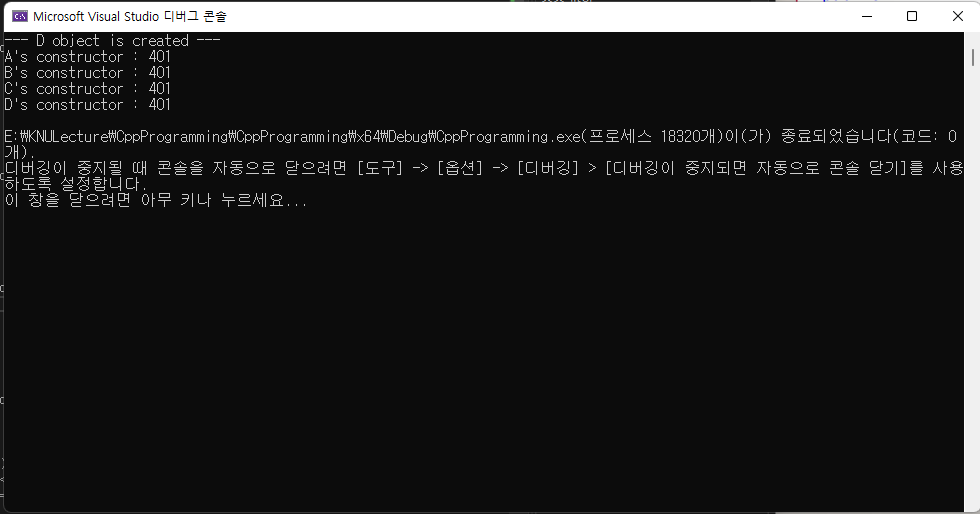 Microsoft Visual Studio 디버그 콘솔
--- D object is created ---
A's constructor : 401
B's constructor : 401
C's constructor : 401
D's constructor : 401
E:₩KNULecture₩CppProgramming₩CppProgramming₩x64₩Debug₩CppProgramming.exe(프로세스 18320개)이(가) 종료되었습니다(코드: 0
개).
디버깅이 중지될 때 콘솔을 자동으로 닫으려면 [도구] -> [옵션] -> [디버깅] > [디버깅이 중지되면 자동으로 콘솔 닫기]를 사용
하도록 설정합니다.
이 창을 닫으려면 아무 키나 누르세요...